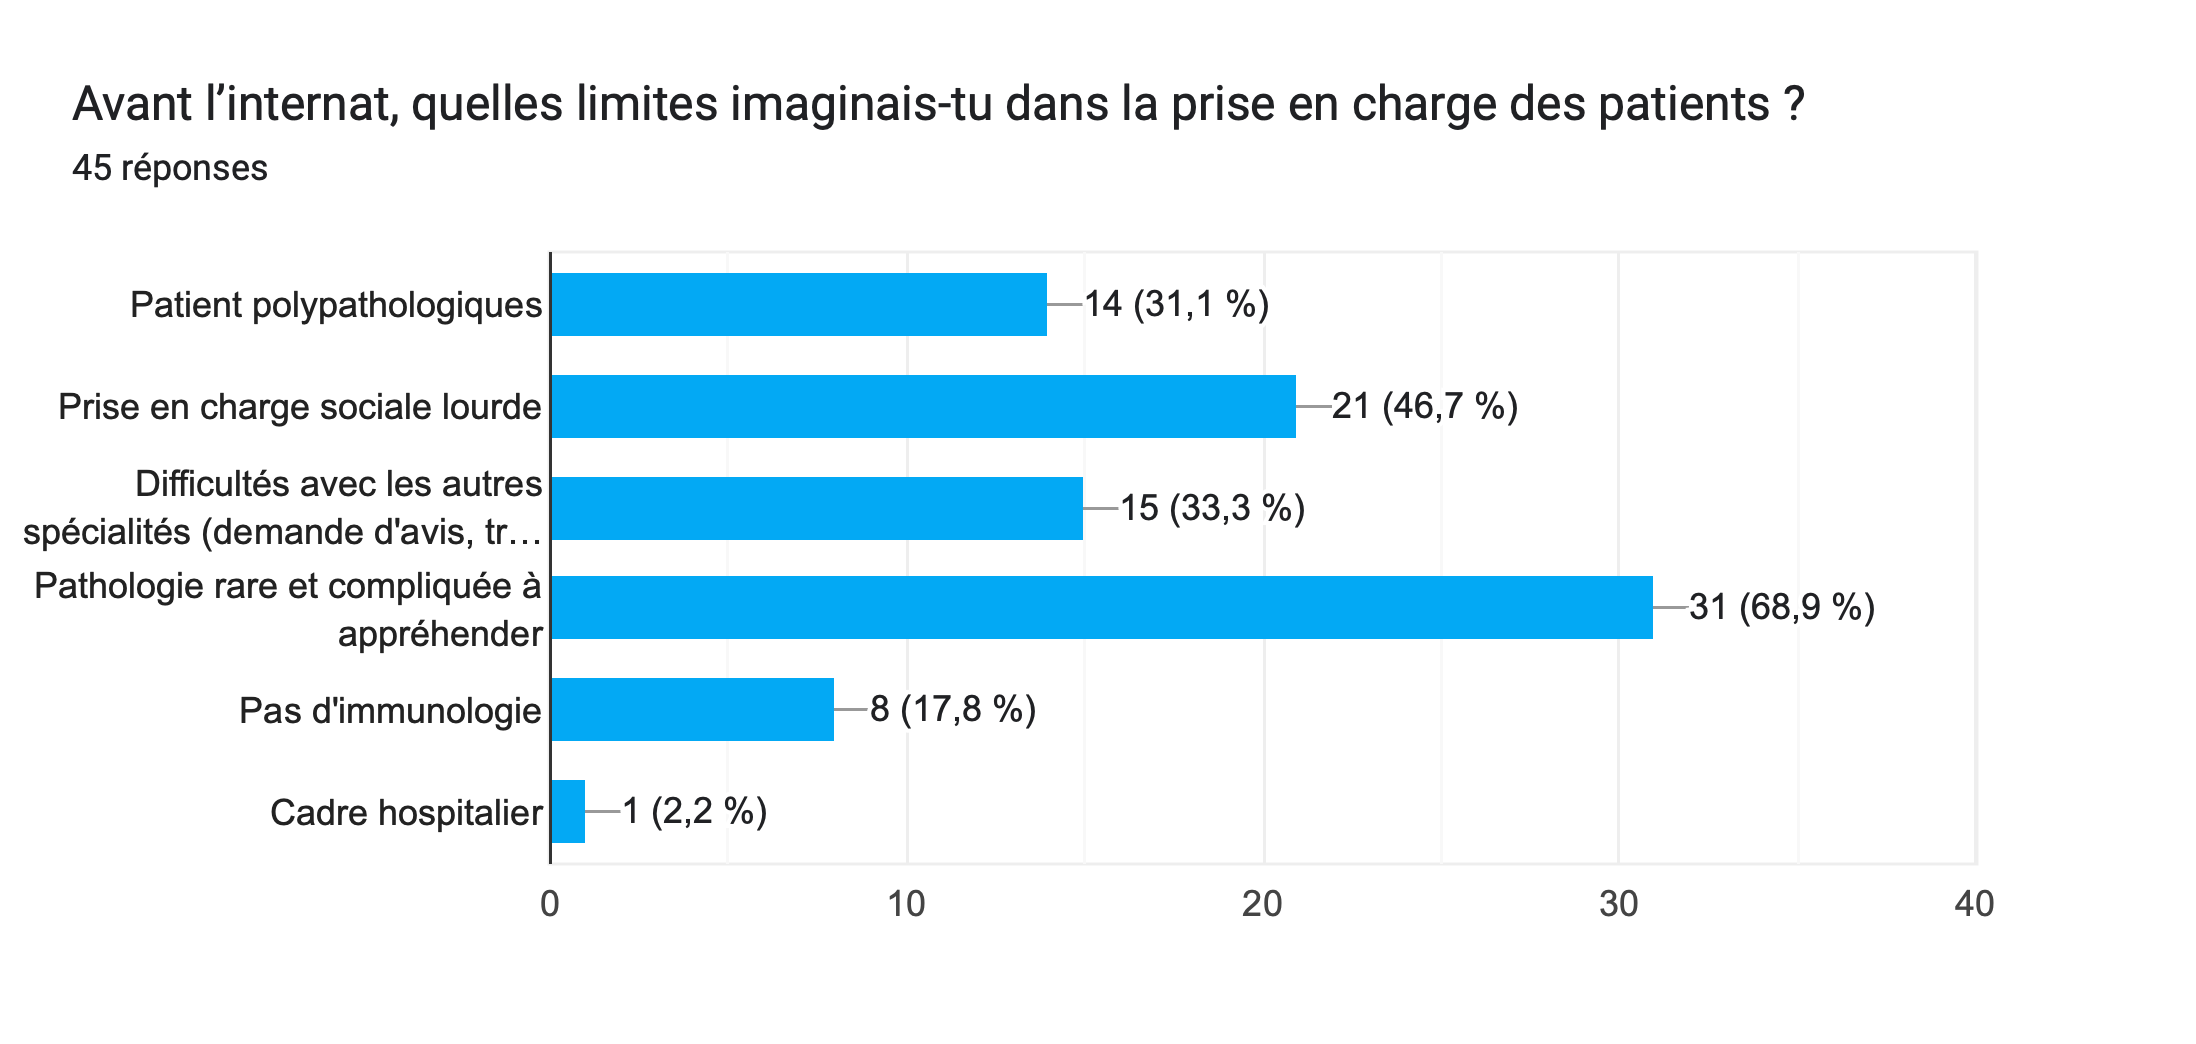 Avant l’internat, quelles limites imaginais-tu dans la prise en charge des patients ?
45 réponses
Patient polypathologiques
14 (31,1 %)
Prise en charge sociale lourde
21 (46,7 %)
Difficultés avec les autres
spécialités (demande d'avis, tr…
15 (33,3 %)
Pathologie rare et compliquée à
appréhender
31 (68,9 %)
Pas d'immunologie
8 (17,8 %)
Cadre hospitalier
1 (2,2 %)
0 10 20 30 40